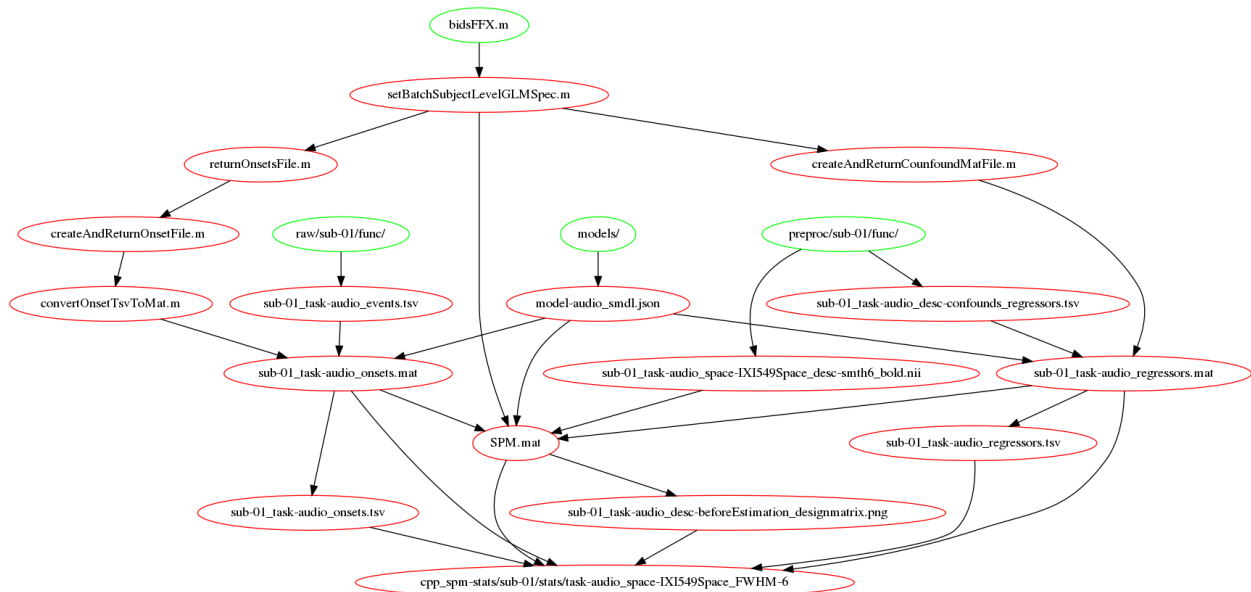 bidsFFX.m
setBatchSubjectLevelGLMSpec.m
returnOnsetsFile.m
createAndReturnCounfoundMatFile.m
createAndReturnOnsetFile.m
raw/sub-01/func/
models/
preproc/sub-01/func/
convertOnsetTsvToMat.m
sub-01_task-audio_events.tsv
model-audio_smdl.json
sub-01_task-audio_desc-confounds_regressors.tsv
sub-01_task-audio_onsets.mat
sub-01_task-audio_space-IXI549Space_desc-smth6_bold.nii
sub-01_task-audio_regressors.mat
SPM.mat
sub-01_task-audio_regressors.tsv
sub-01_task-audio_onsets.tsv
sub-01_task-audio_desc-beforeEstimation_designmatrix.png
cpp_spm-stats/sub-01/stats/task-audio_space-IXI549Space_FWHM-6